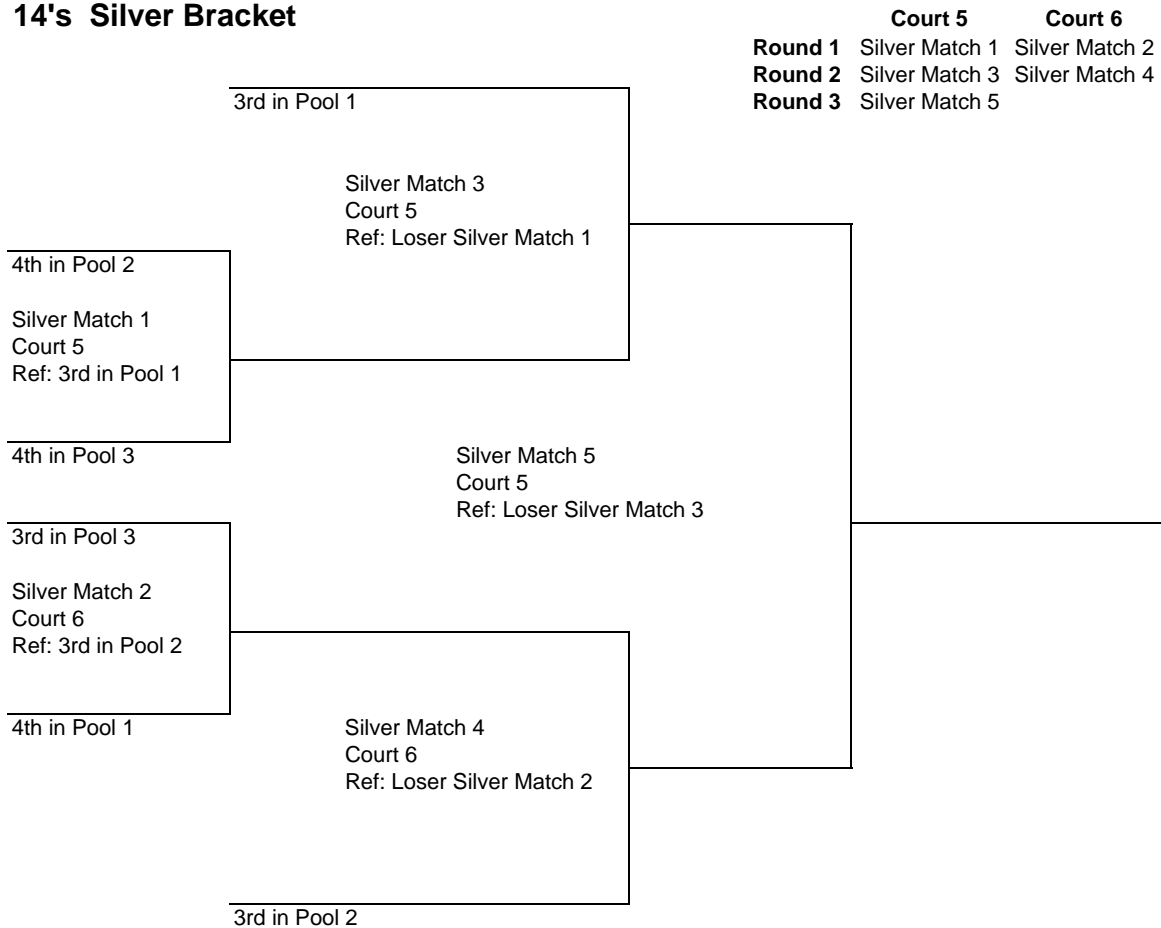 14's  Silver Bracket
Court 5 Court 6
Round 1 Silver Match 1 Silver Match 2
Round 2 Silver Match 3 Silver Match 4
Round 3 Silver Match 5
3rd in Pool 1
Silver Match 3
Court 5
Ref: Loser Silver Match 1
4th in Pool 2
Silver Match 1
Court 5
Ref: 3rd in Pool 1
4th in Pool 3
Silver Match 5
Court 5
Ref: Loser Silver Match 3
3rd in Pool 3
Silver Match 2
Court 6
Ref: 3rd in Pool 2
4th in Pool 1
Silver Match 4
Court 6
Ref: Loser Silver Match 2
3rd in Pool 2